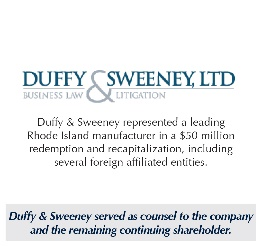 DUFFY & SWEENEY, LTD
BUSINESS LAW & LITIGATION
Duffy & Sweeney represented a leading
Rhode Island manufacturer in a $50 million
redemption and recapitalization, including
several foreign affiliated entities.
Duffy & Sweeney served as counsel to the company
and the remaining continuing shareholder.